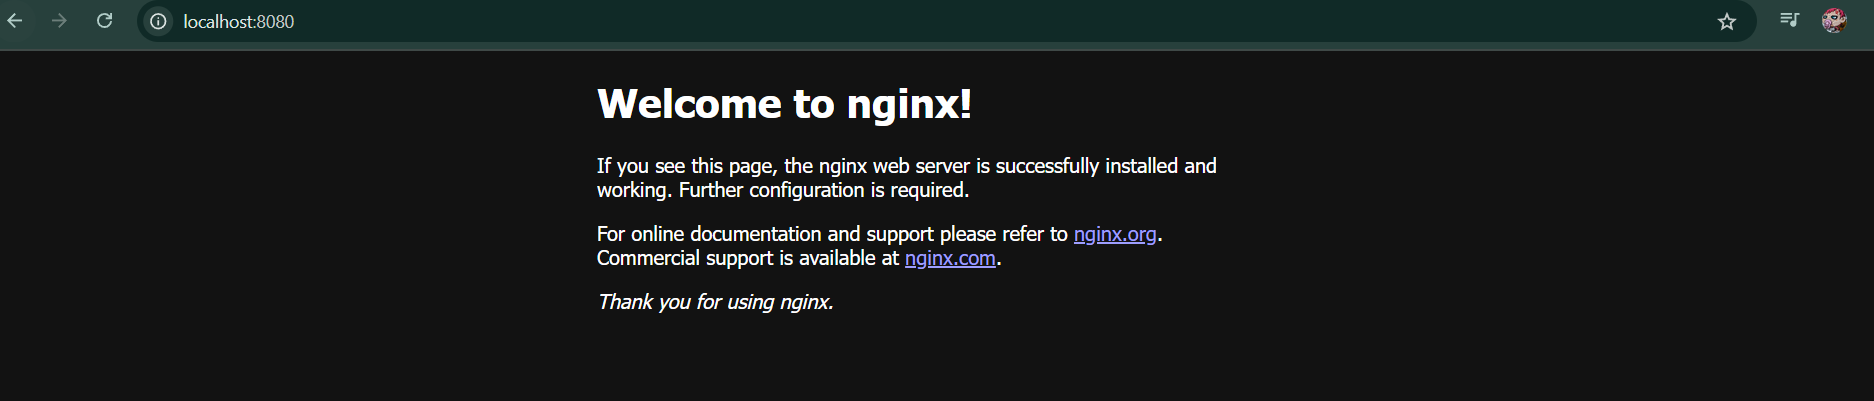 localhost:8080
Welcome to nginx!
If you see this page, the nginx web server is successfully installed and
working. Further configuration is required.
For online documentation and support please refer to nginx.org.
Commercial support is available at nginx.com.
Thank you for using nginx.